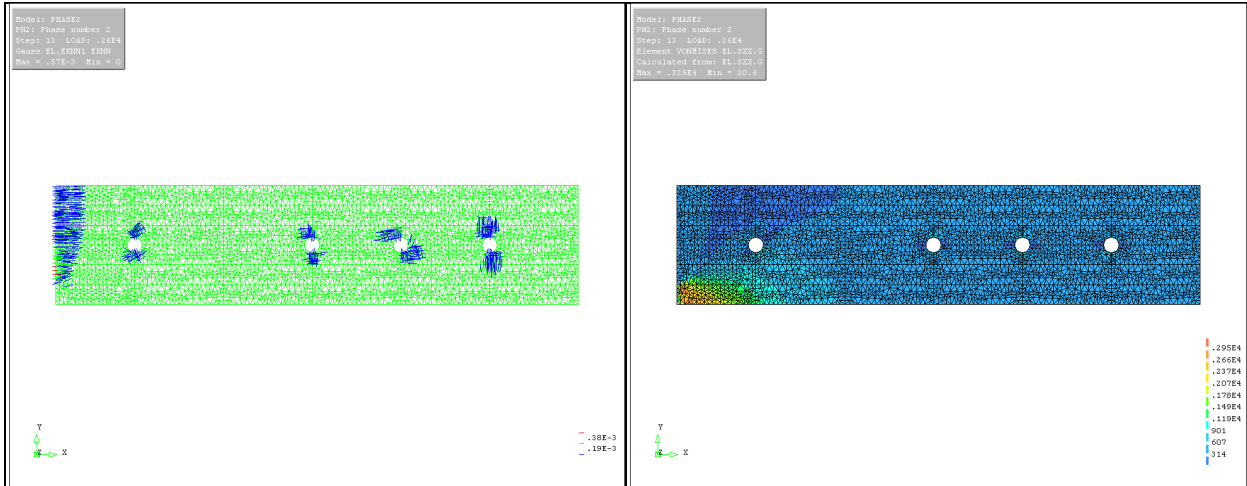 Model: PHASE2
PH2: Phase number 2
Step: 13 LOAD: .26E4
Gauss EL.EKNN1 EKNN
Max = .57E-3 Min = 0
Y
Z X
.38E-3
.19E-3
Model: PHASE2
PH2: Phase number 2
Step: 13 LOAD: .26E4
Element VONMISES EL.SXX.G
Calculated from: EL.SXX.G
Max = .325E4 Min = 20.6
.295E4
.266E4
.237E4
.207E4
.178E4
.149E4
.119E4
901
607
314
Y
Z X